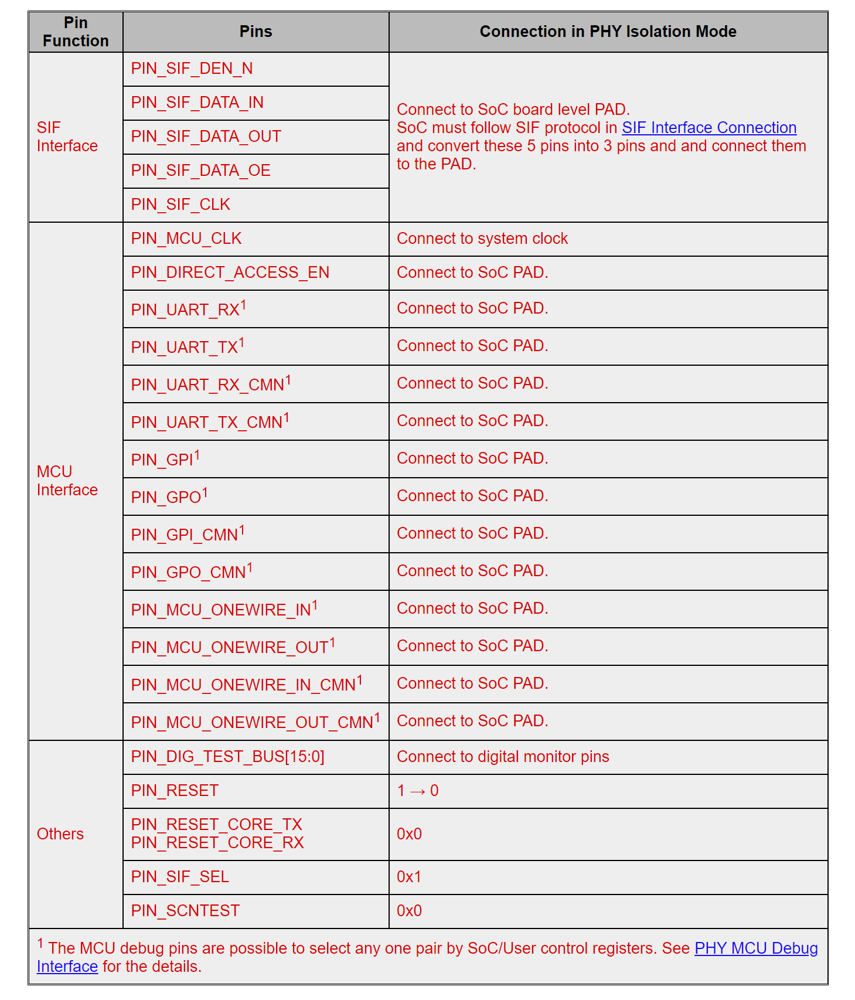 Pin
Function
Pins
Connection in PHY Isolation Mode
SIF
Interface
PIN_SIF_DEN_N
PIN_SIF_DATA_IN
PIN_SIF_DATA_OUT
PIN_SIF_DATA_OE
PIN_SIF_CLK
Connect to SoC board level PAD.
SoC must follow SIF protocol in SIF Interface Connection
and convert these 5 pins into 3 pins and and connect them
to the PAD.
MCU
Interface
PIN_MCU_CLK
Connect to system clock
PIN_DIRECT_ACCESS_EN
Connect to SoC PAD.
PIN_UART_RX¹
Connect to SoC PAD.
PIN_UART_TX¹
Connect to SoC PAD.
PIN_UART_RX_CMN¹
Connect to SoC PAD.
PIN_UART_TX_CMN¹
Connect to SoC PAD.
PIN_GPI¹
Connect to SoC PAD.
PIN_GPO¹
Connect to SoC PAD.
PIN_GPI_CMN¹
Connect to SoC PAD.
PIN_GPO_CMN¹
Connect to SoC PAD.
PIN_MCU_ONEWIRE_IN¹
Connect to SoC PAD.
PIN_MCU_ONEWIRE_OUT¹
Connect to SoC PAD.
PIN_MCU_ONEWIRE_IN_CMN¹
Connect to SoC PAD.
PIN_MCU_ONEWIRE_OUT_CMN¹
Connect to SoC PAD.
Others
PIN_DIG_TEST_BUS[15:0]
Connect to digital monitor pins
PIN_RESET
1 → 0
PIN_RESET_CORE_TX
PIN_RESET_CORE_RX
0x0
PIN_SIF_SEL
0x1
PIN_SCNTEST
0x0
¹ The MCU debug pins are possible to select any one pair by SoC/User control registers. See PHY MCU Debug
Interface for the details.